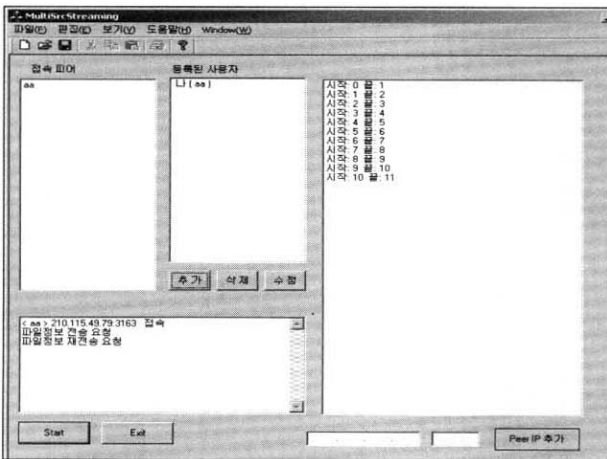 MultiSrcStreaming
파일(F) 편집(E) 보기(V) 도움말(H) Window(W)
접속 피어
등록된 사용자
aa
나 ( aa )
시작: 0 끝: 1
시작: 1 끝: 2
시작: 2 끝: 3
시작: 3 끝: 4
시작: 4 끝: 5
시작: 5 끝: 6
시작: 6 끝: 7
시작: 7 끝: 8
시작: 8 끝: 9
시작: 9 끝: 10
시작: 10 끝: 11
추가 삭제 수정
< aa > 210.115.49.79:3163 접속
파일정보 전송 요청
파일정보 재전송 요청
Start Exit
Peer IP 추가